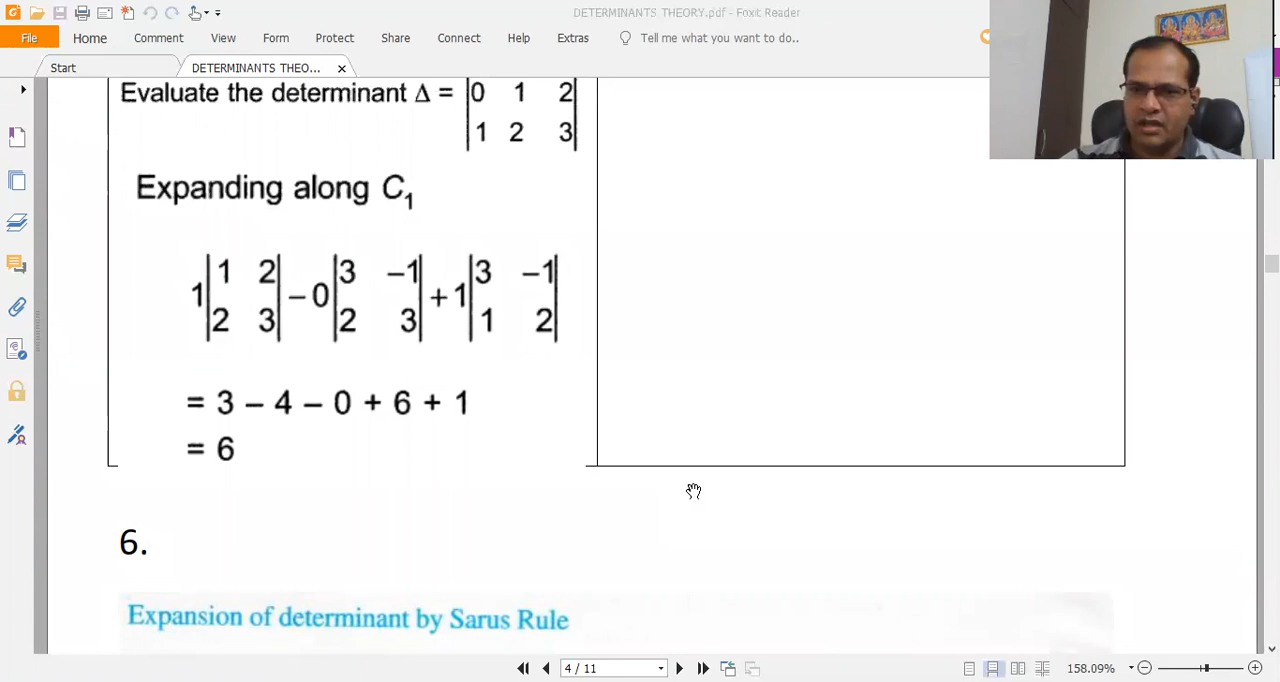 DETERMINANTS THEORY.pdf - Foxit Reader
File Home Comment View Form Protect Share Connect Help Extras Tell me what you want to do..
Start DETERMINANTS THEO...
Evaluate the determinant Δ = |0 1 2|
|1 2 3|
Expanding along C₁
1|1 2| – 0|3 –1| + 1|3 –1|
|2 3| |2 3| |1 2|
= 3 – 4 – 0 + 6 + 1
= 6
6.
Expansion of determinant by Sarus Rule
4 / 11 158.09%